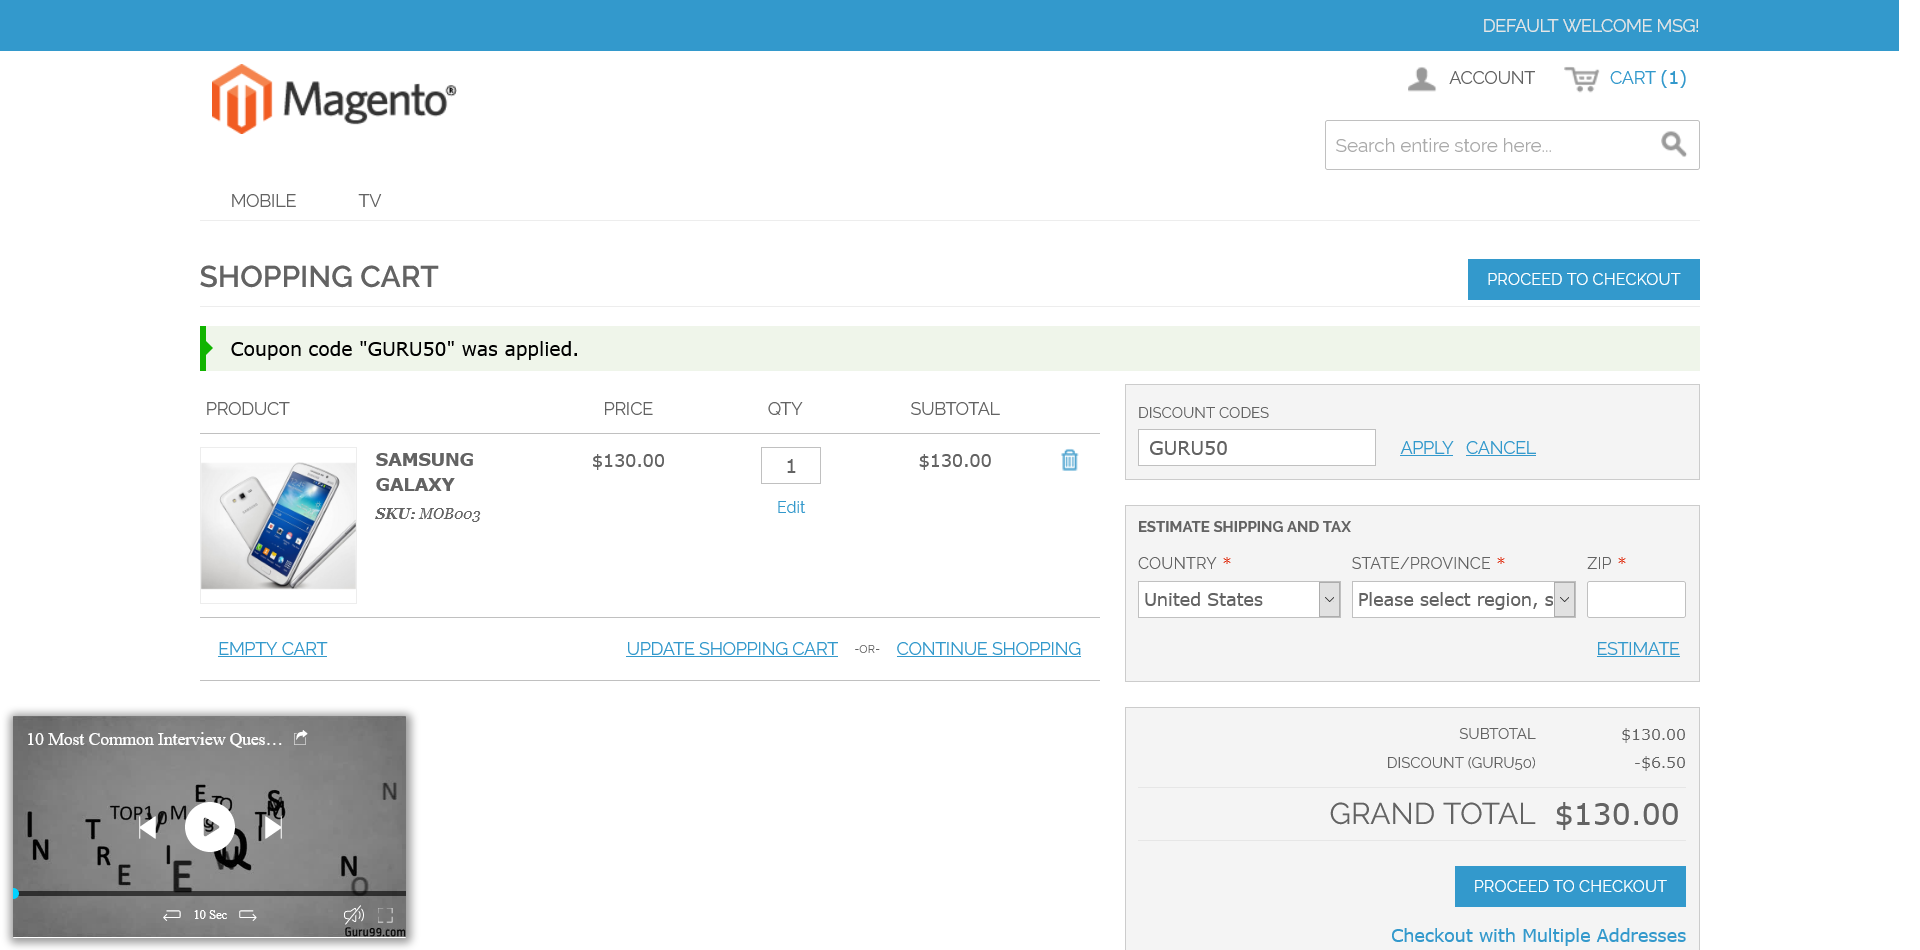 DEFAULT WELCOME MSG!
Magento®
ACCOUNT
CART (1)
Search entire store here...
MOBILE
TV
SHOPPING CART
PROCEED TO CHECKOUT
Coupon code "GURU50" was applied.
PRODUCT PRICE QTY SUBTOTAL
SAMSUNG GALAXY
SKU: MOB003
$130.00
1
Edit
$130.00
EMPTY CART
UPDATE SHOPPING CART -OR- CONTINUE SHOPPING
DISCOUNT CODES
GURU50
APPLY CANCEL
ESTIMATE SHIPPING AND TAX
COUNTRY * STATE/PROVINCE * ZIP *
United States
Please select region, s
ESTIMATE
SUBTOTAL $130.00
DISCOUNT (GURU50) -$6.50
GRAND TOTAL $130.00
PROCEED TO CHECKOUT
Checkout with Multiple Addresses
10 Most Common Interview Ques...
10 Sec
Guru99.com